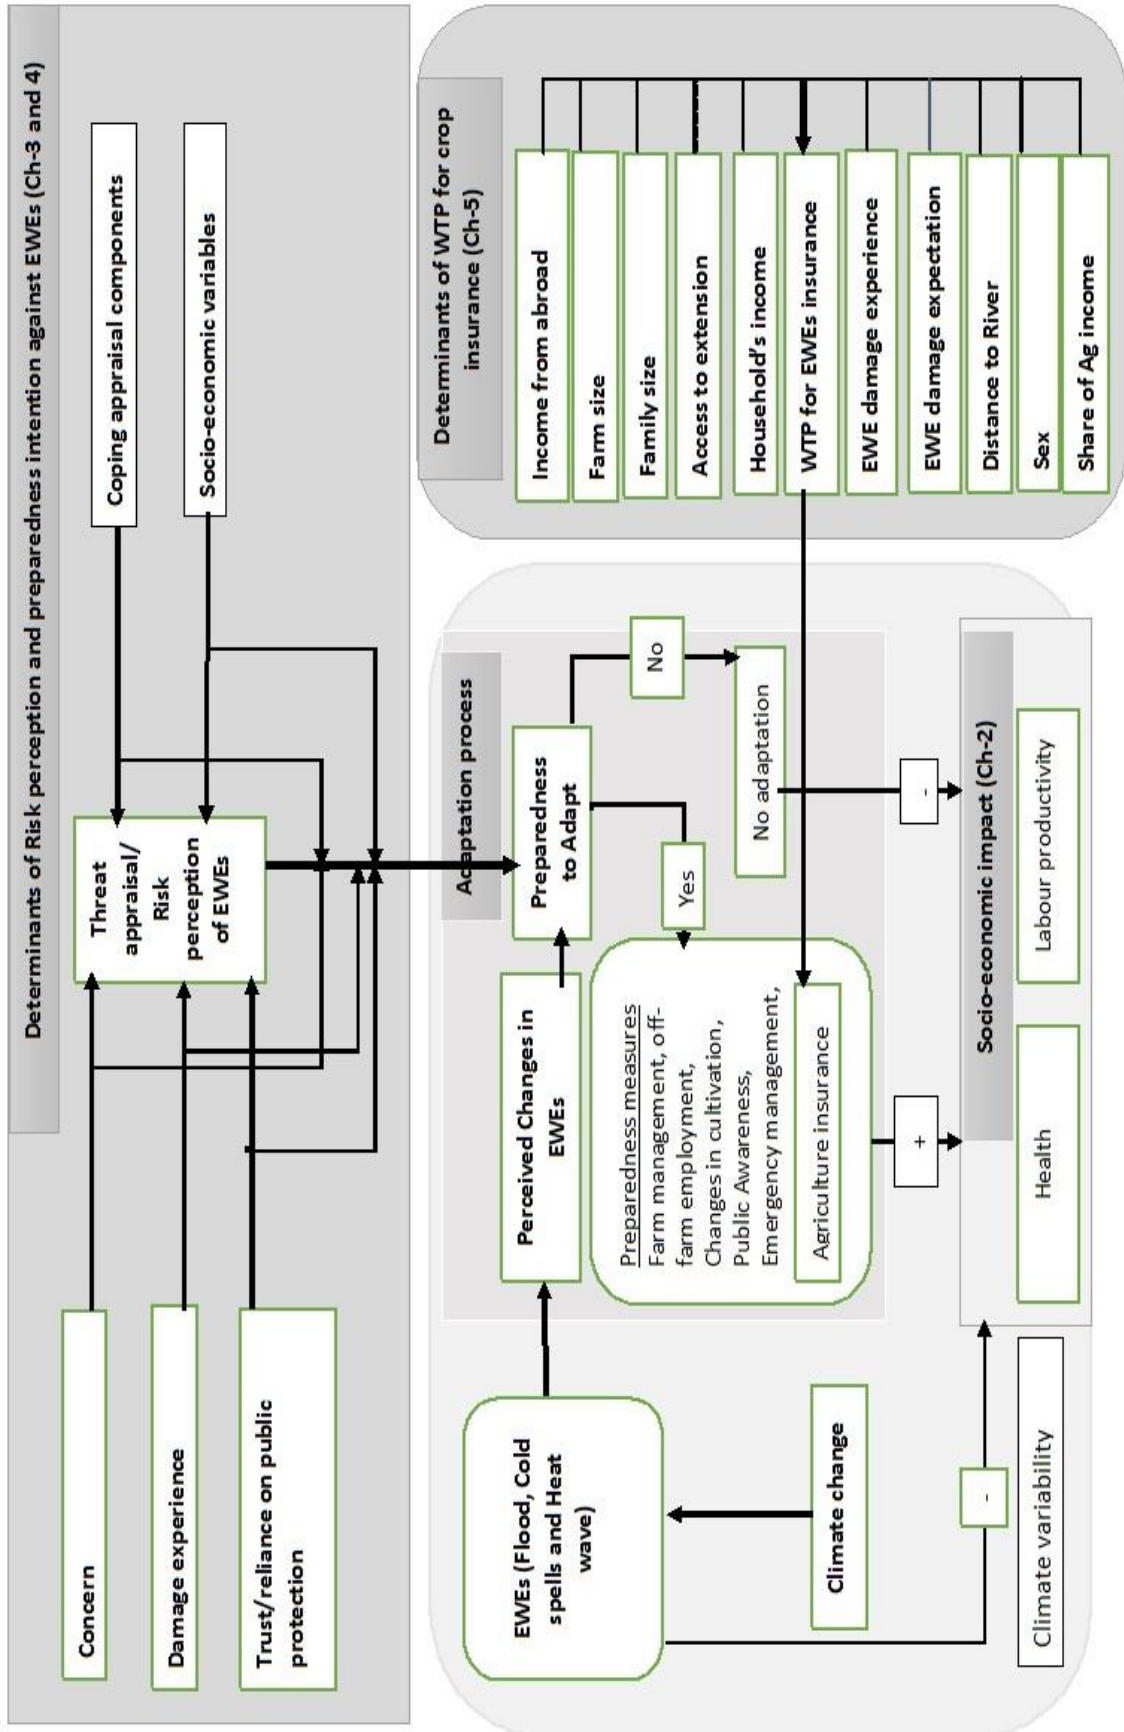 Determinants of Risk perception and preparedness intention against EWEs (Ch-3 and 4)
Concern
Damage experience
Trust/reliance on public
protection
Threat
appraisal/
Risk
perception
of EWEs
Coping appraisal components
Socio-economic variables
Adaptation process
EWEs (Flood, Cold
spells and Heat
wave)
Climate change
Perceived Changes in
EWEs
Preparedness
to Adapt
Yes
No
No adaptation
Preparedness measures
Farm management, off-
farm employment,
Changes in cultivation,
Public Awareness,
Emergency management,
Agriculture insurance
+
-
-
Climate variability
Socio-economic impact (Ch-2)
Health
Labour productivity
Determinants of WTP for crop
insurance (Ch-5)
Income from abroad
Farm size
Family size
Access to extension
Household's income
WTP for EWEs insurance
EWE damage experience
EWE damage expectation
Distance to River
Sex
Share of Ag income